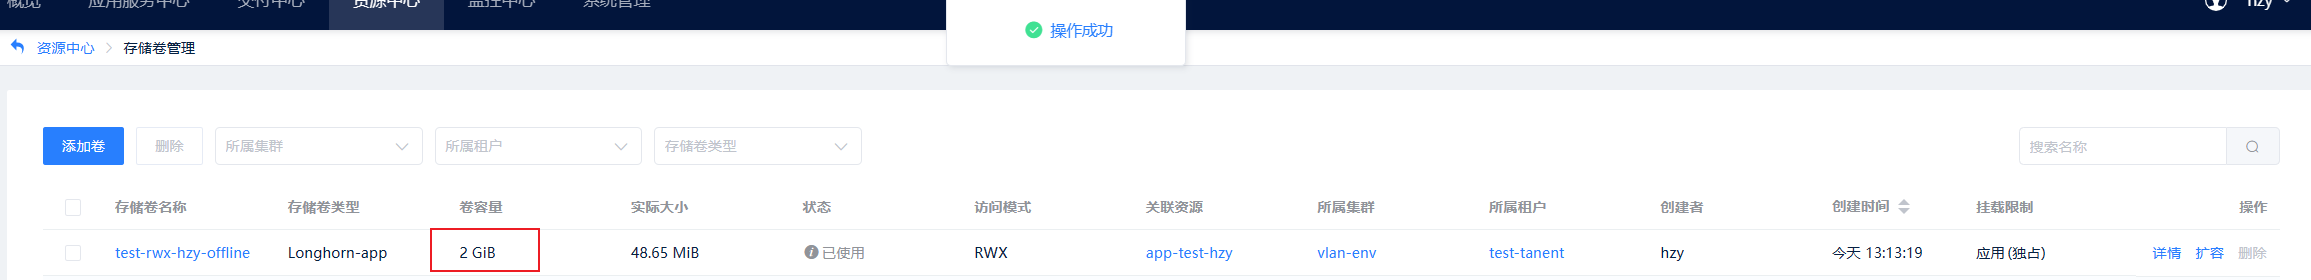 概览 应用服务中心 交付中心 资源中心 监控中心 系统管理 操作成功 hzy
资源中心 > 存储卷管理
添加卷 删除 所属集群 所属租户 存储卷类型 搜索名称
存储卷名称 存储卷类型 卷容量 实际大小 状态 访问模式 关联资源 所属集群 所属租户 创建者 创建时间 挂载限制 操作
test-rwx-hzy-offline Longhorn-app 2 GiB 48.65 MiB 已使用 RWX app-test-hzy vlan-env test-tanent hzy 今天 13:13:19 应用(独占) 详情 扩容 删除